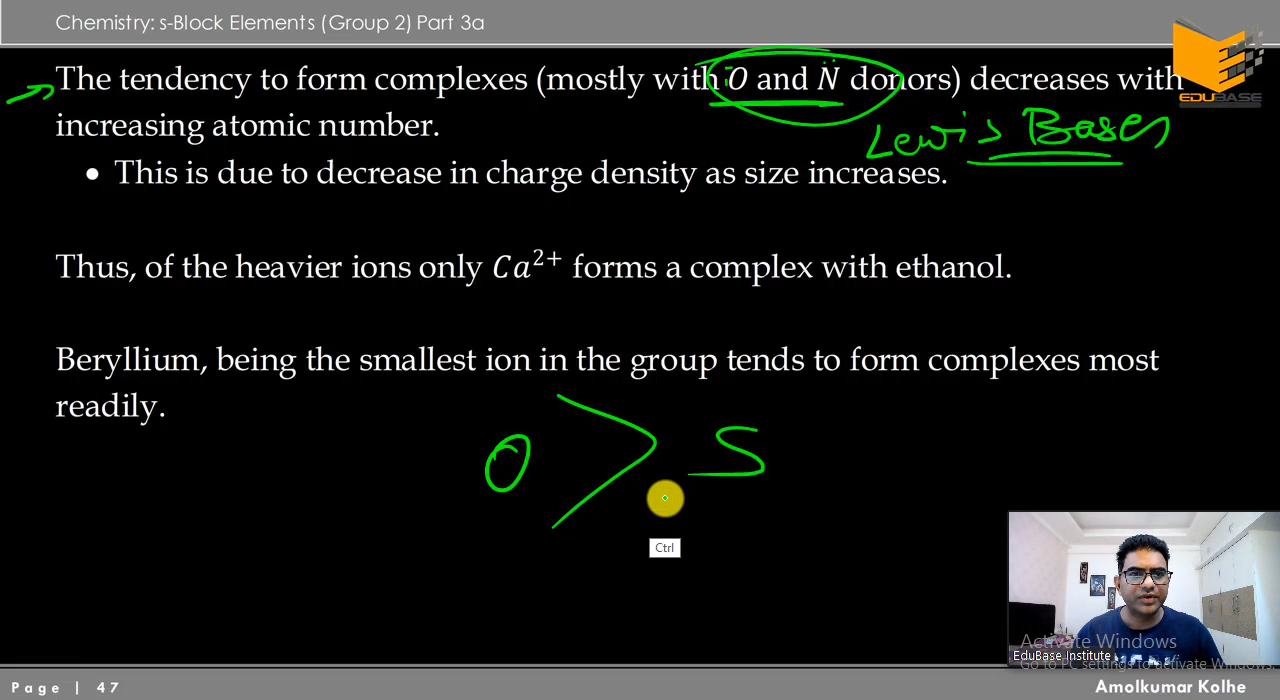 Chemistry: s-Block Elements (Group 2) Part 3a
EDUBASE
The tendency to form complexes (mostly with Ö and N̈ donors) decreases with
increasing atomic number.
Lewis Bases
• This is due to decrease in charge density as size increases.
Thus, of the heavier ions only Ca²⁺ forms a complex with ethanol.
Beryllium, being the smallest ion in the group tends to form complexes most
readily.
O > S
Ctrl
Activate Windows
EduBase Institute
Go to PC settings to activate Windows.
Page | 47
Amolkumar Kolhe